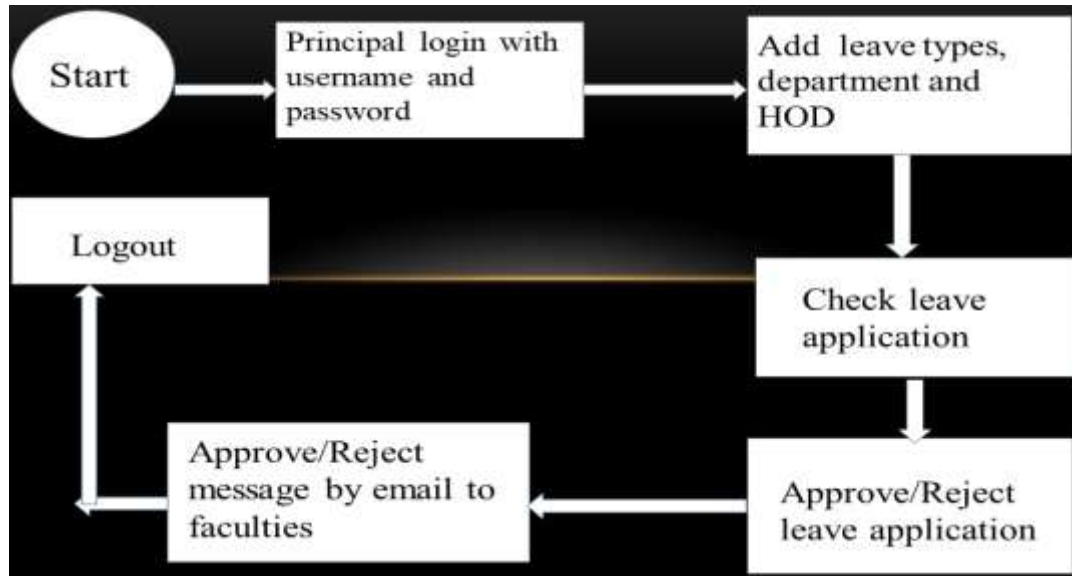 Start
Principal login with
username and
password
Add leave types,
department and
HOD
Check leave
application
Approve/Reject
leave application
Approve/Reject
message by email to
faculties
Logout